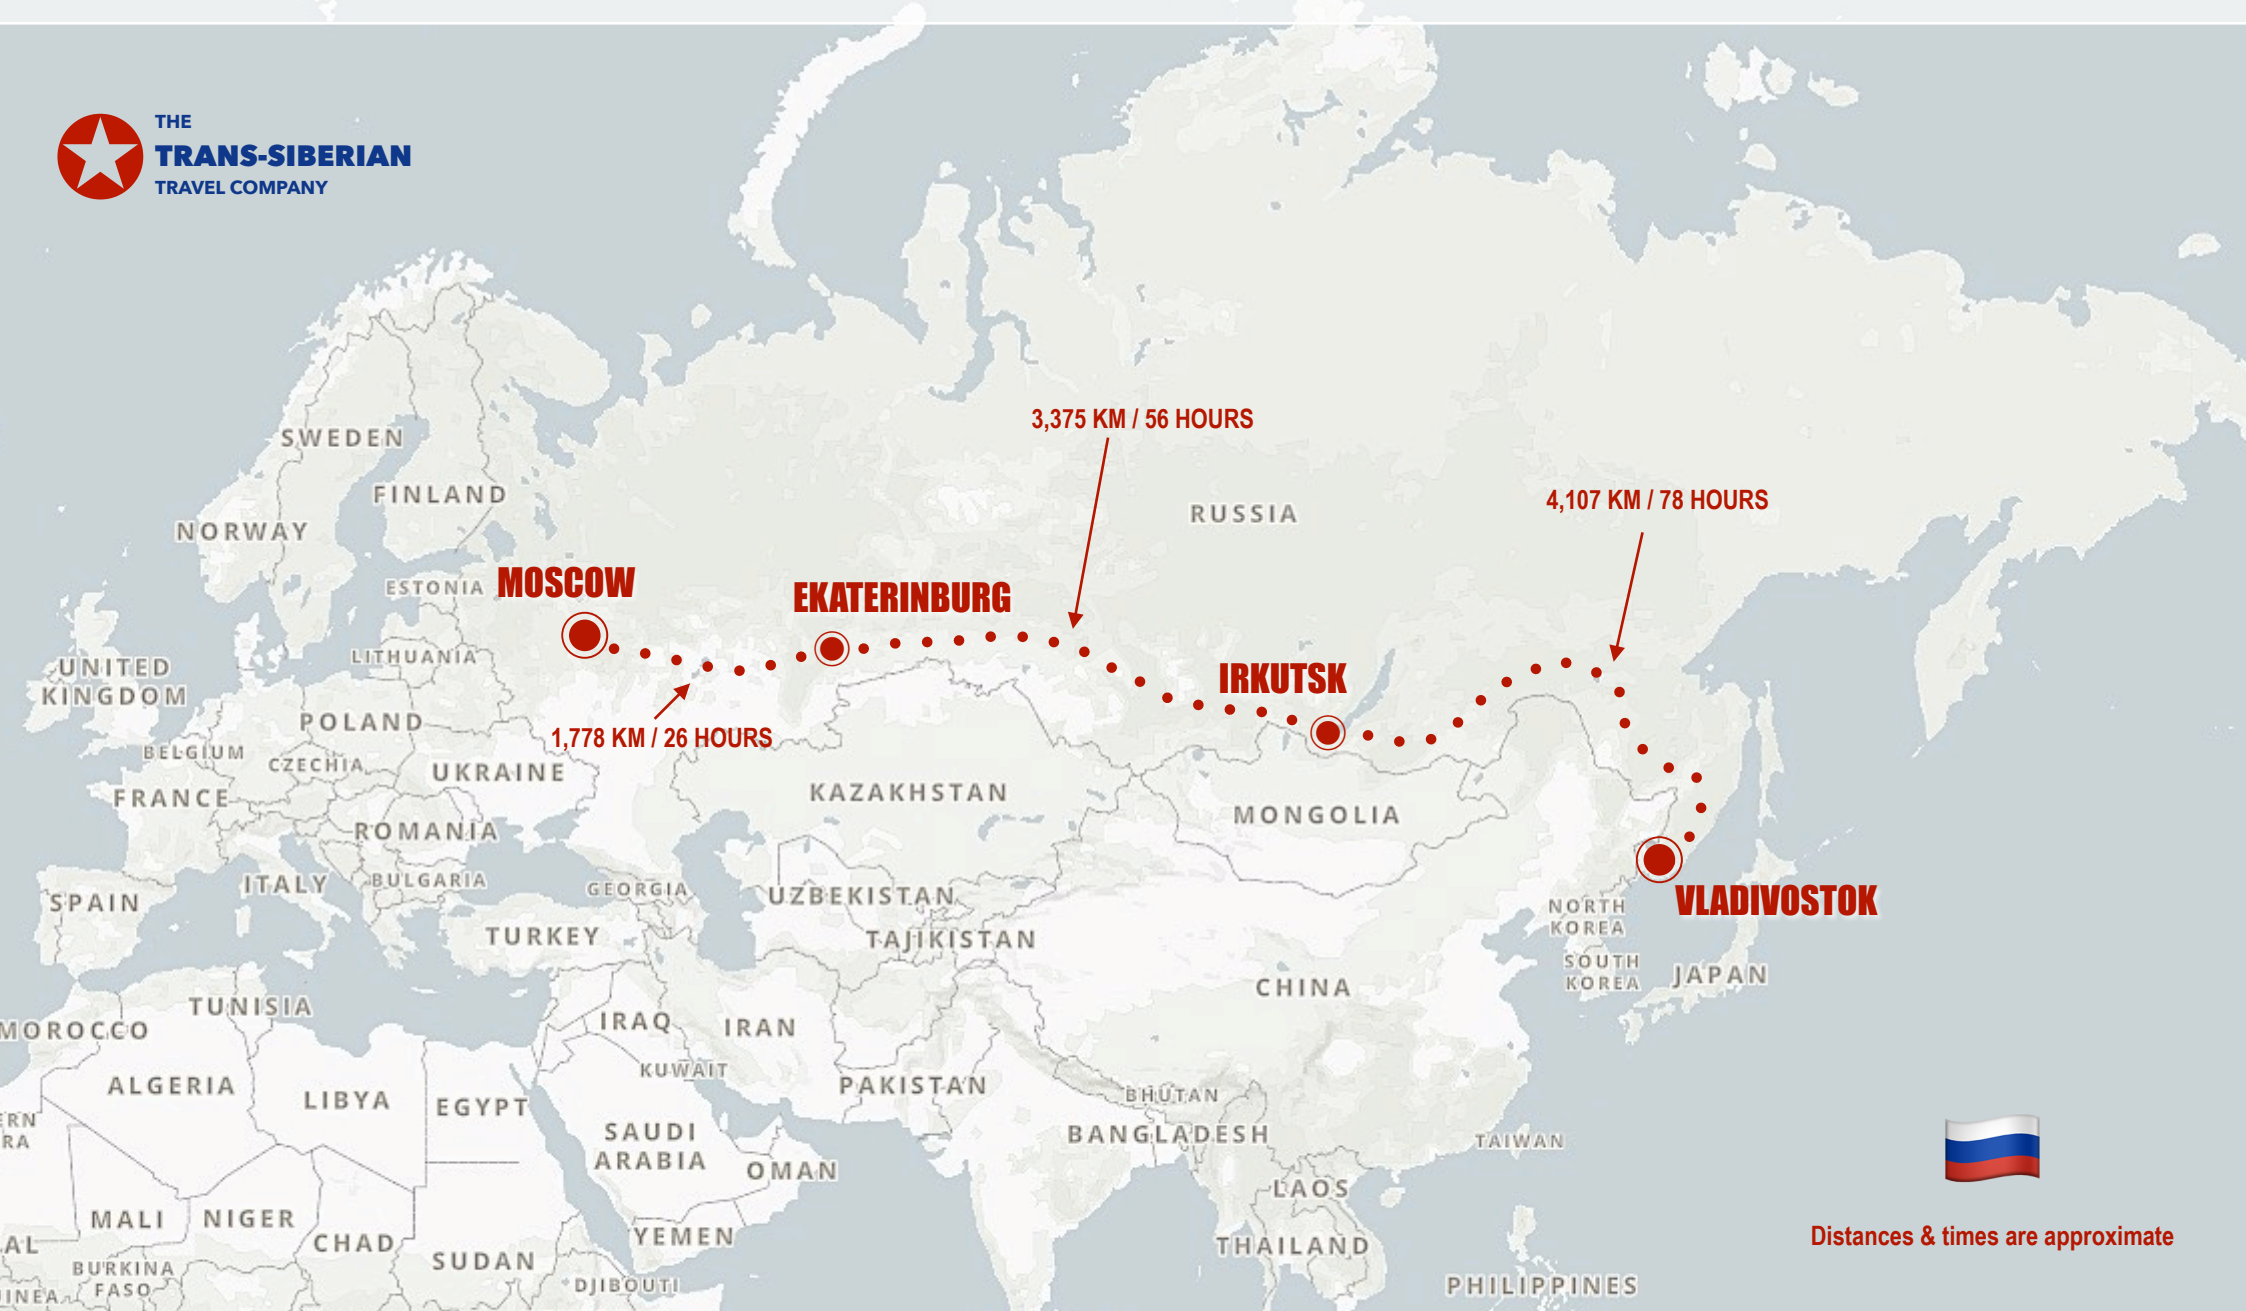 THE
TRANS-SIBERIAN
TRAVEL COMPANY
3,375 KM / 56 HOURS
SWEDEN
FINLAND
4,107 KM / 78 HOURS
RUSSIA
NORWAY
ESTONIA
MOSCOW
EKATERINBURG
LITHUANIA
UNITED
KINGDOM
IRKUTSK
POLAND
1,778 KM / 26 HOURS
BELGIUM
CZECHIA
UKRAINE
FRANCE
KAZAKHSTAN
MONGOLIA
ROMANIA
ITALY
BULGARIA
GEORGIA
SPAIN
UZBEKISTAN
VLADIVOSTOK
NORTH
KOREA
TURKEY
TAJIKISTAN
SOUTH
KOREA
JAPAN
CHINA
TUNISIA
MOROCCO
IRAQ
IRAN
KUWAIT
ALGERIA
LIBYA
EGYPT
PAKISTAN
BHUTAN
ERN
RA
SAUDI
ARABIA
BANGLADESH
TAIWAN
OMAN
LAOS
MALI
NIGER
CHAD
YEMEN
AL
SUDAN
THAILAND
Distances & times are approximate
BURKINA
FASO
INEA
DJIBOUTI
PHILIPPINES